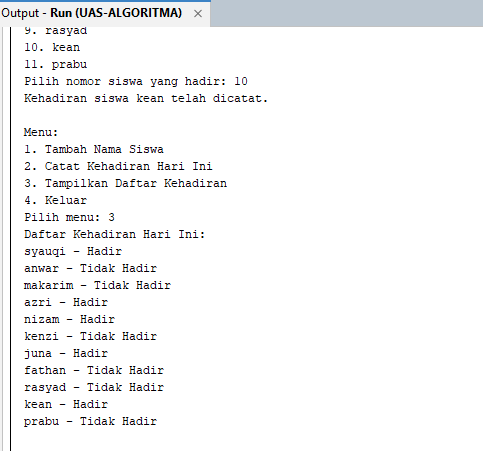 Output - Run (UAS-ALGORITMA) ×
9. rasyad
10. kean
11. prabu
Pilih nomor siswa yang hadir: 10
Kehadiran siswa kean telah dicatat.
Menu:
1. Tambah Nama Siswa
2. Catat Kehadiran Hari Ini
3. Tampilkan Daftar Kehadiran
4. Keluar
Pilih menu: 3
Daftar Kehadiran Hari Ini:
syauqi - Hadir
anwar - Tidak Hadir
makarim - Tidak Hadir
azri - Hadir
nizam - Hadir
kenzi - Tidak Hadir
juna - Hadir
fathan - Tidak Hadir
rasyad - Tidak Hadir
kean - Hadir
prabu - Tidak Hadir